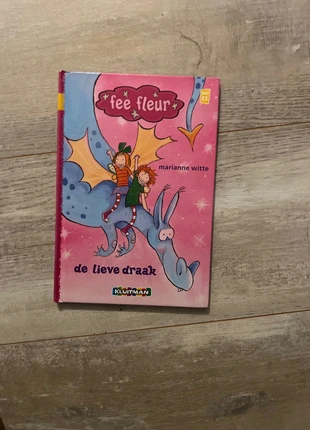 fee fleur
marianne witte
de lieve draak
KLUITMAN